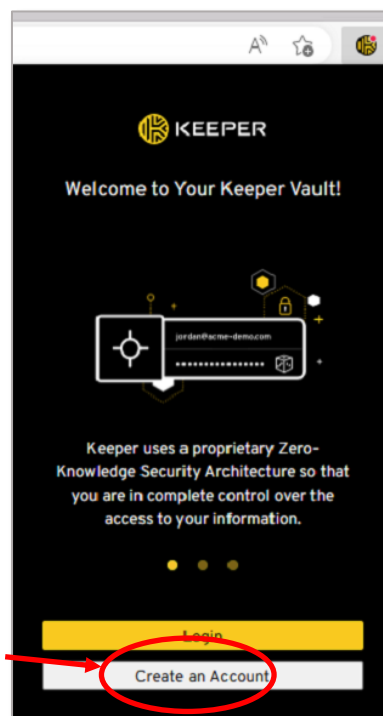 KEEPER
Welcome to Your Keeper Vault!
jordan@acme-demo.com
Keeper uses a proprietary Zero-
Knowledge Security Architecture so that
you are in complete control over the
access to your information.
Login
Create an Account